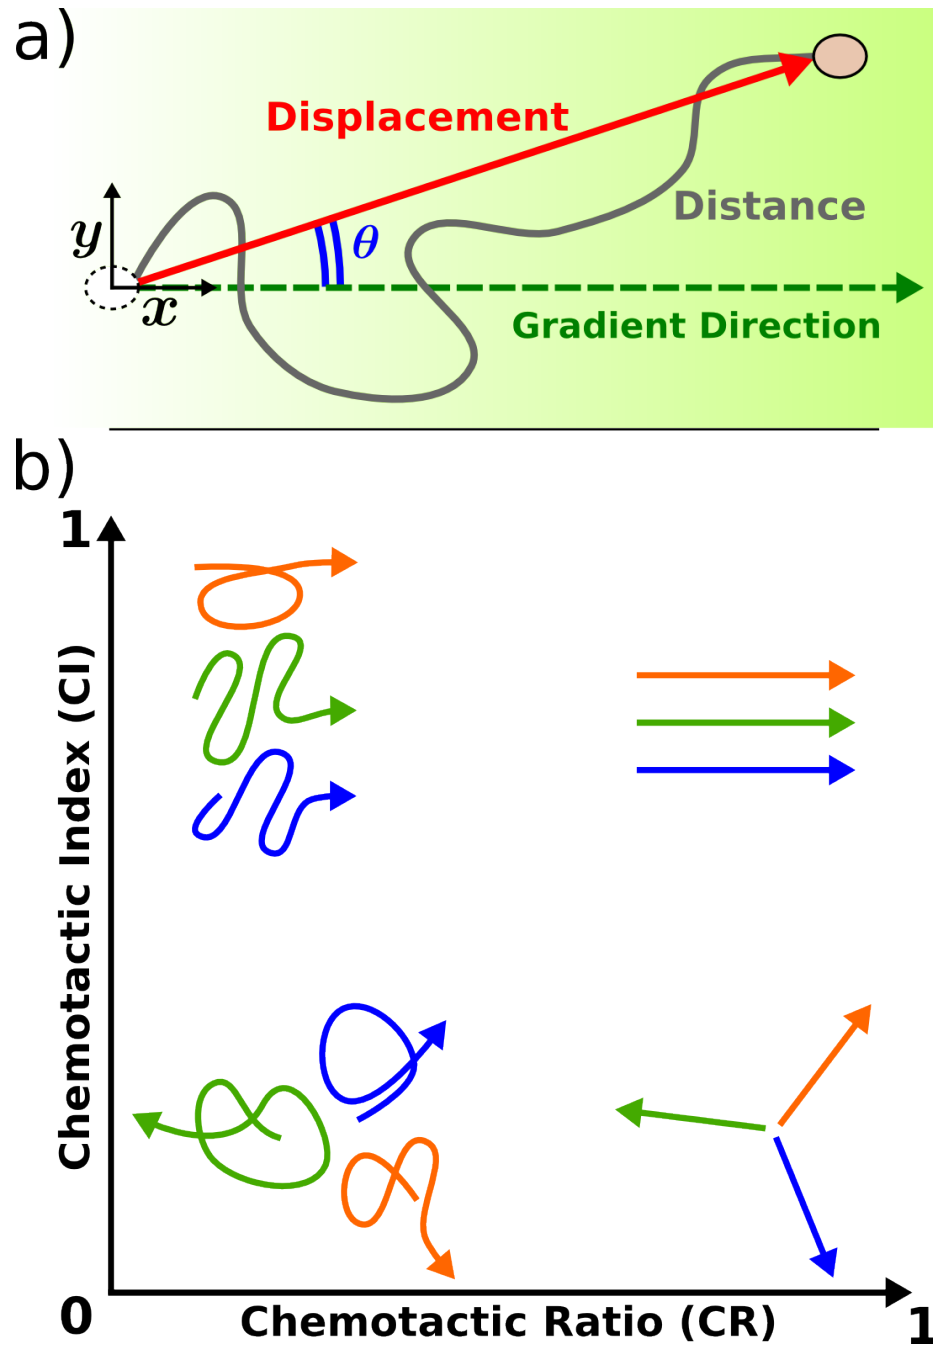 a)
Displacement
Distance
y
θ
x
Gradient Direction
b)
1
Chemotactic Index (CI)
0
Chemotactic Ratio (CR)
1